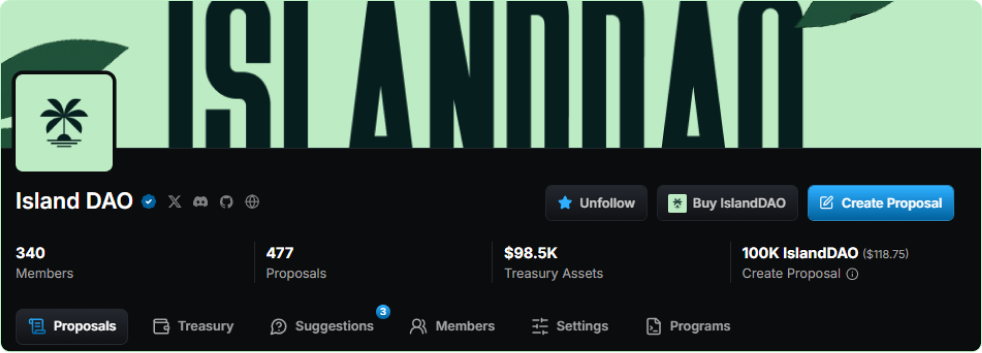 ISLANDDAO
Island DAO
Unfollow
Buy IslandDAO
Create Proposal
340
Members
477
Proposals
$98.5K
Treasury Assets
100K IslandDAO ($118.75)
Create Proposal
Proposals
Treasury
Suggestions
3
Members
Settings
Programs